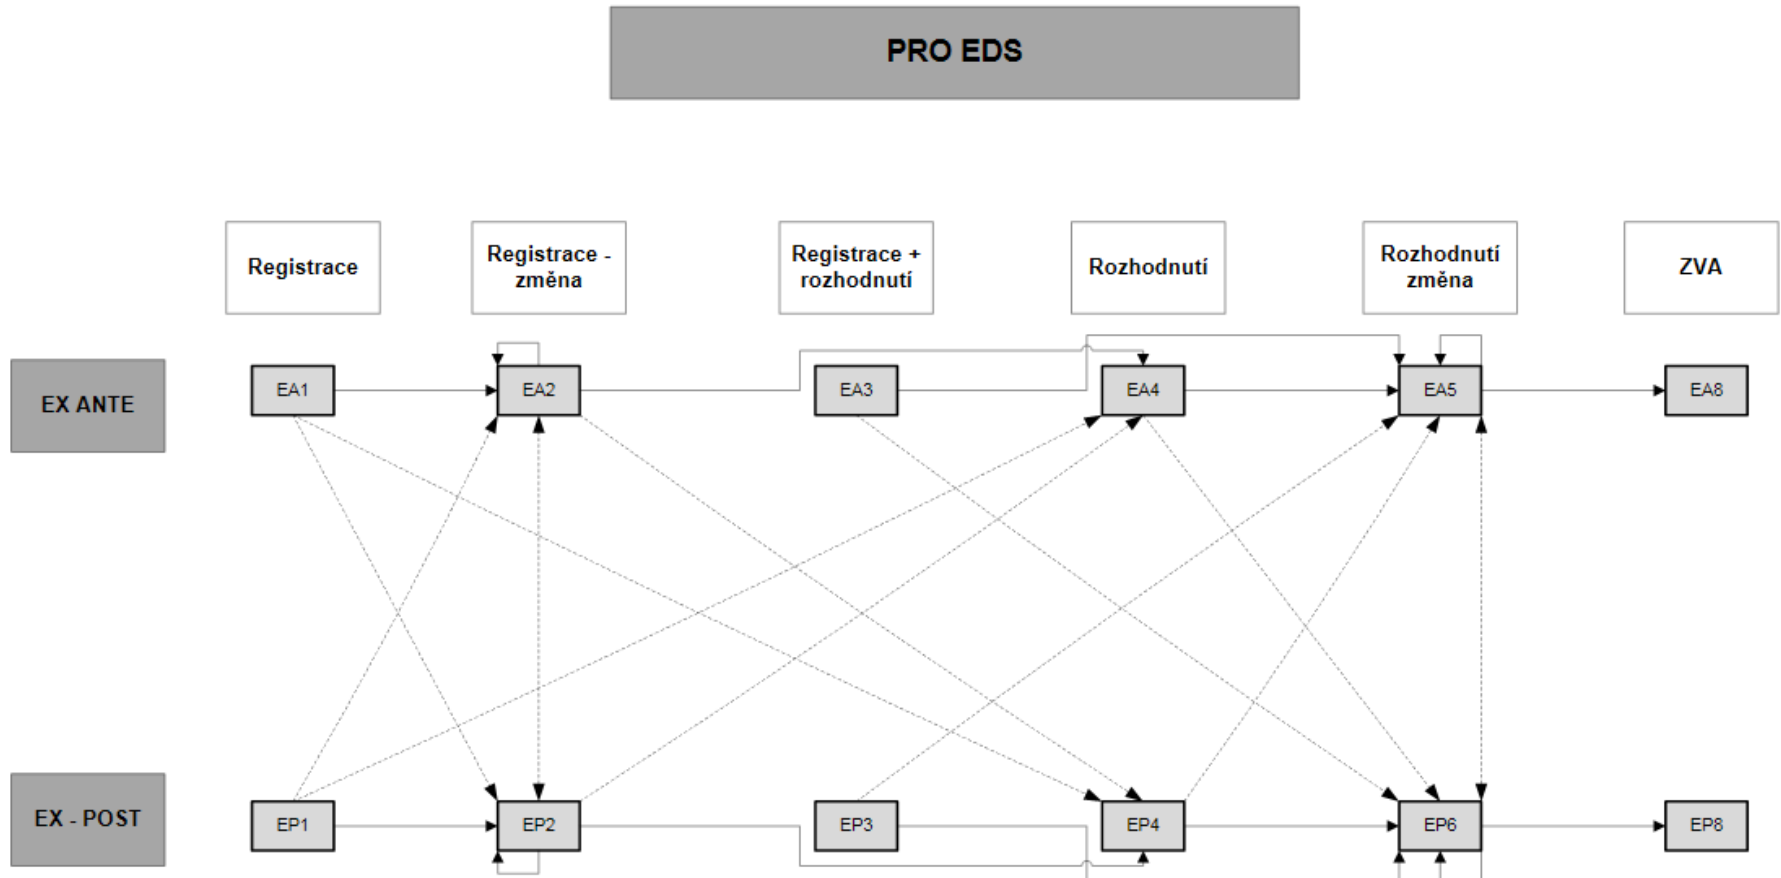 PRO EDS
Registrace
Registrace -
změna
Registrace +
rozhodnutí
Rozhodnutí
Rozhodnutí
změna
ZVA
EX ANTE
EA1
EA2
EA3
EA4
EA5
EA8
EX - POST
EP1
EP2
EP3
EP4
EP6
EP8